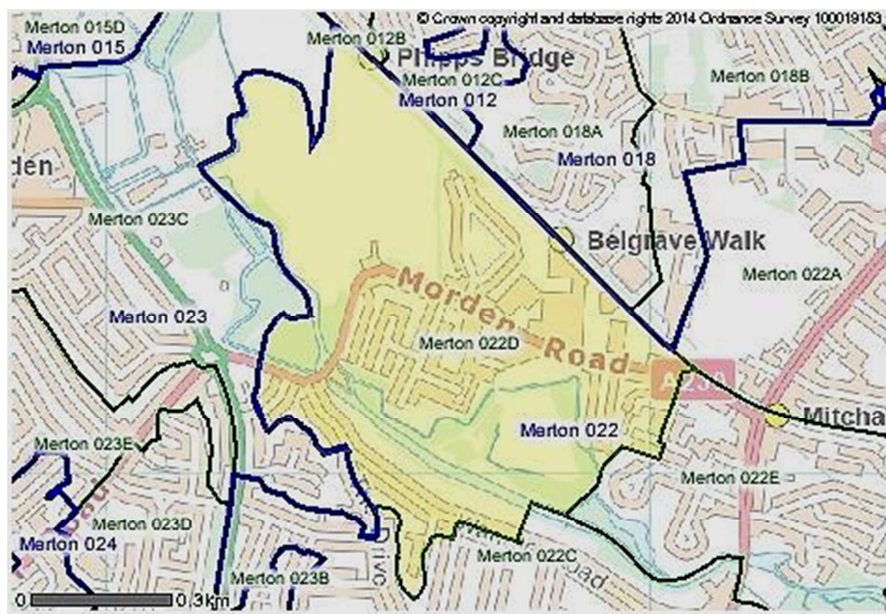 © Crown copyright and database rights 2014 Ordnance Survey 100019153
Merton 015D
Merton 015
Merton 012B
Phipps Bridge
Merton 012C
Merton 012
Merton 018B
Merton 018A
Merton 018
den
Merton 023C
Belgrave Walk
Merton 022A
Morden Road
Merton 023
Merton 022D
Mitcha
Merton 022
Merton 023E
Merton 022E
Merton 023D
Merton 024
Merton 022C
Drive
Road
Merton 023B
0 0.3km